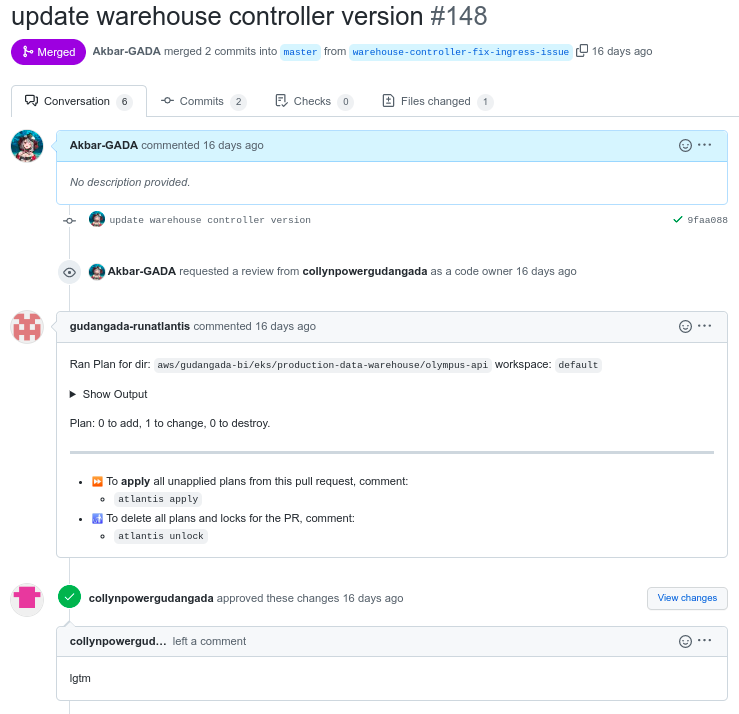 update warehouse controller version #148
Merged Akbar-GADA merged 2 commits into master from warehouse-controller-fix-ingress-issue 16 days ago
Conversation 6 Commits 2 Checks 0 Files changed 1
Akbar-GADA commented 16 days ago
No description provided.
update warehouse controller version 9faa088
Akbar-GADA requested a review from collynpowergudangada as a code owner 16 days ago
gudangada-runatlantis commented 16 days ago
Ran Plan for dir: aws/gudangada-bi/eks/production-data-warehouse/olympus-api workspace: default
Show Output
Plan: 0 to add, 1 to change, 0 to destroy.
To apply all unapplied plans from this pull request, comment:
atlantis apply
To delete all plans and locks for the PR, comment:
atlantis unlock
collynpowergudangada approved these changes 16 days ago View changes
collynpowergud... left a comment
lgtm